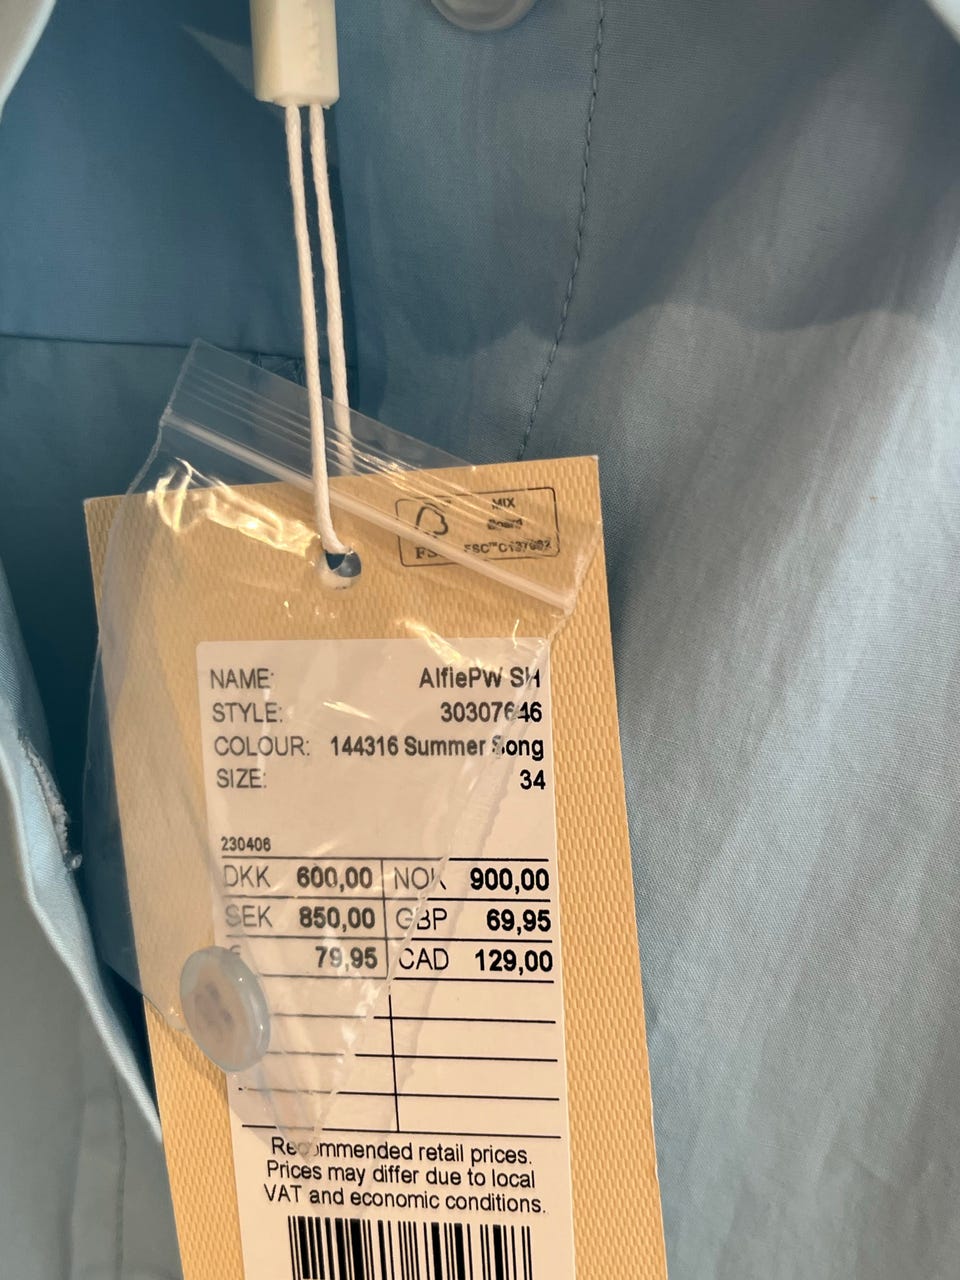 MIX
Board
FSC™ C137092
NAME: AlfiePW SH
STYLE: 30307646
COLOUR: 144316 Summer Song
SIZE: 34
230406
DKK 600,00 NOK 900,00
SEK 850,00 GBP 69,95
79,95 CAD 129,00
Recommended retail prices.
Prices may differ due to local
VAT and economic conditions.